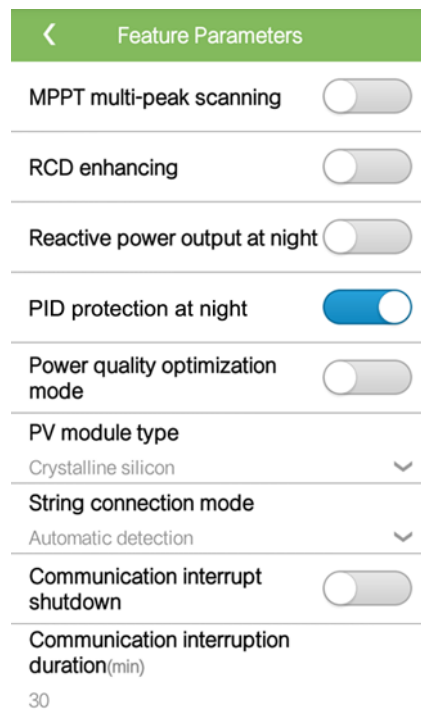 Feature Parameters
MPPT multi-peak scanning
RCD enhancing
Reactive power output at night
PID protection at night
Power quality optimization
mode
PV module type
Crystalline silicon
String connection mode
Automatic detection
Communication interrupt
shutdown
Communication interruption
duration(min)
30